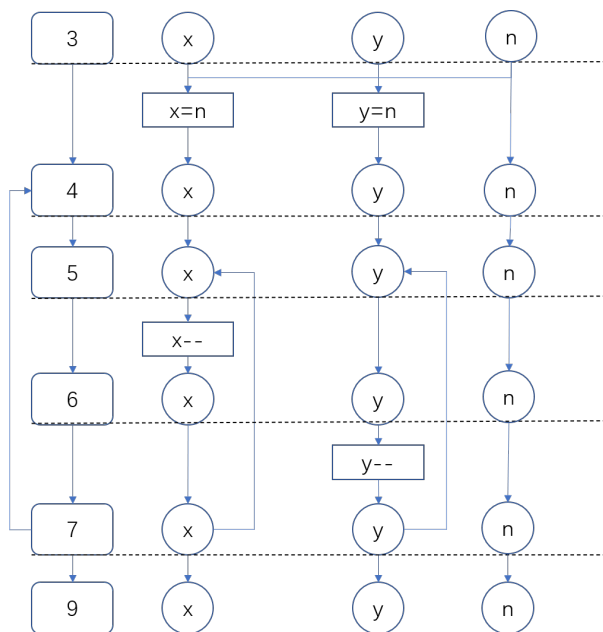 3 x y n
x=n y=n
4 x y n
5 x y n
x--
6 x y n
y--
7 x y n
9 x y n